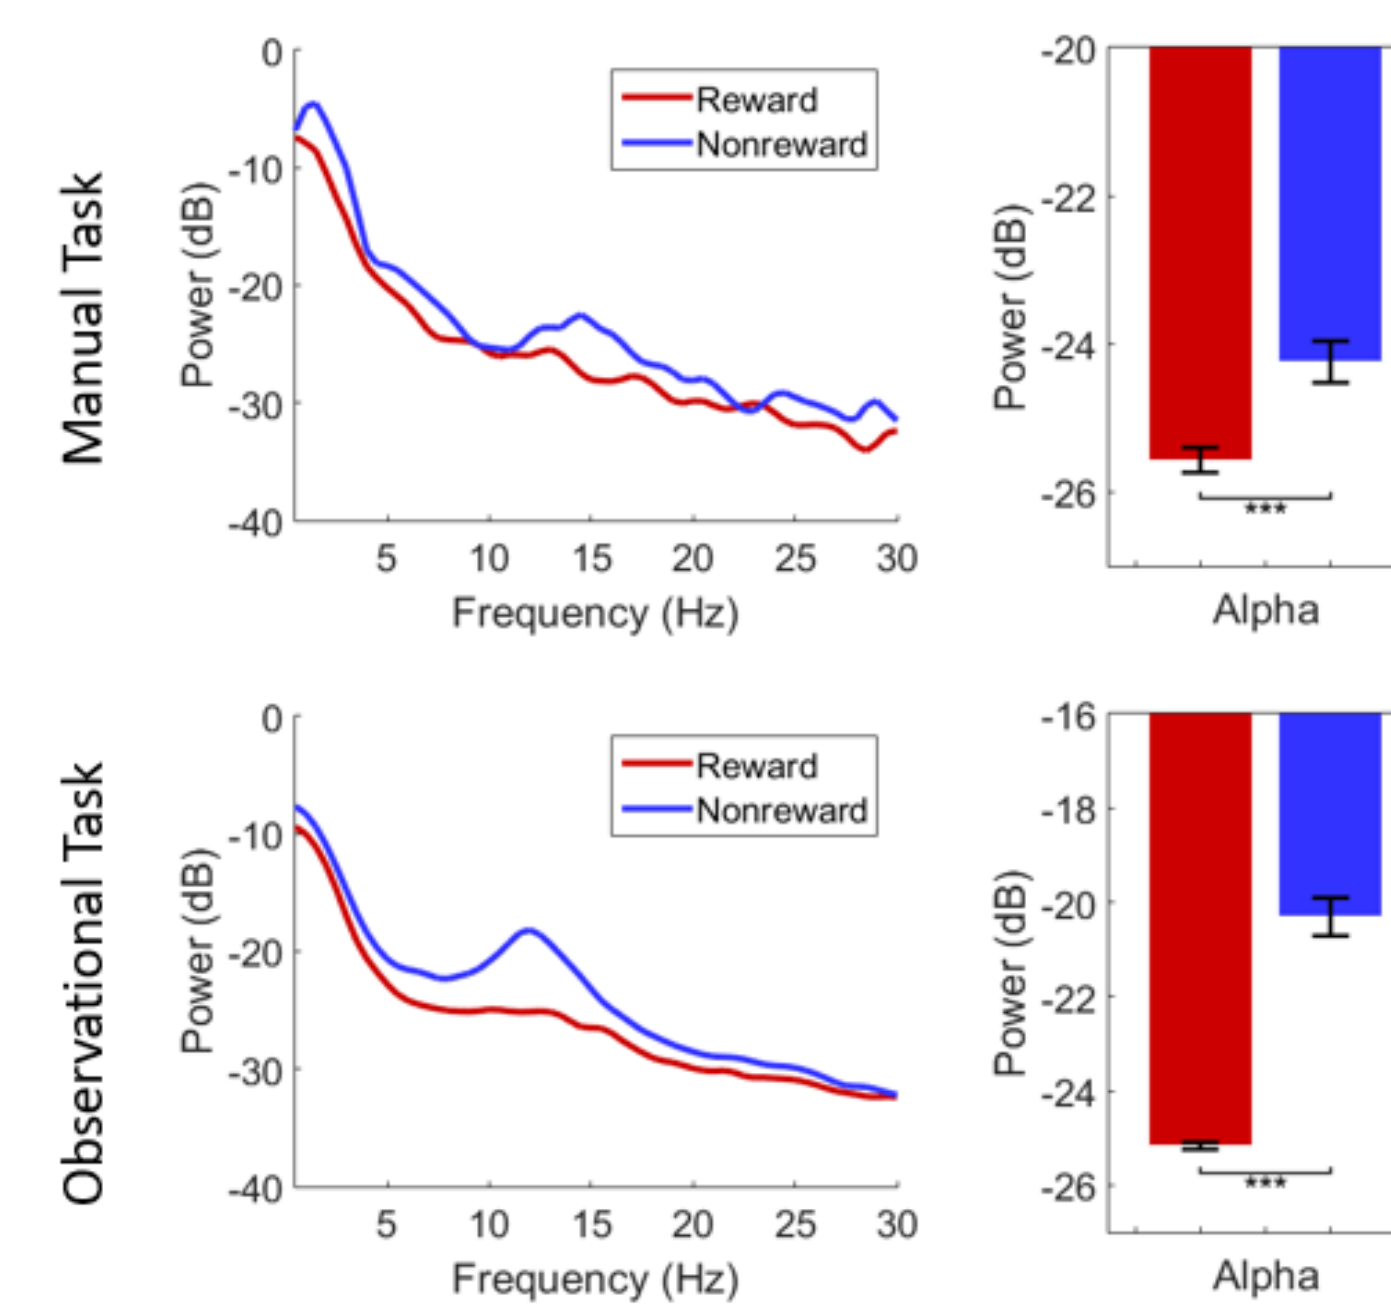 Manual Task
Power (dB)
0
-10
-20
-30
-40
5 10 15 20 25 30
Frequency (Hz)
Reward
Nonreward
Power (dB)
-20
-22
-24
-26
***
Alpha
Observational Task
Power (dB)
0
-10
-20
-30
-40
5 10 15 20 25 30
Frequency (Hz)
Reward
Nonreward
Power (dB)
-16
-18
-20
-22
-24
-26
***
Alpha